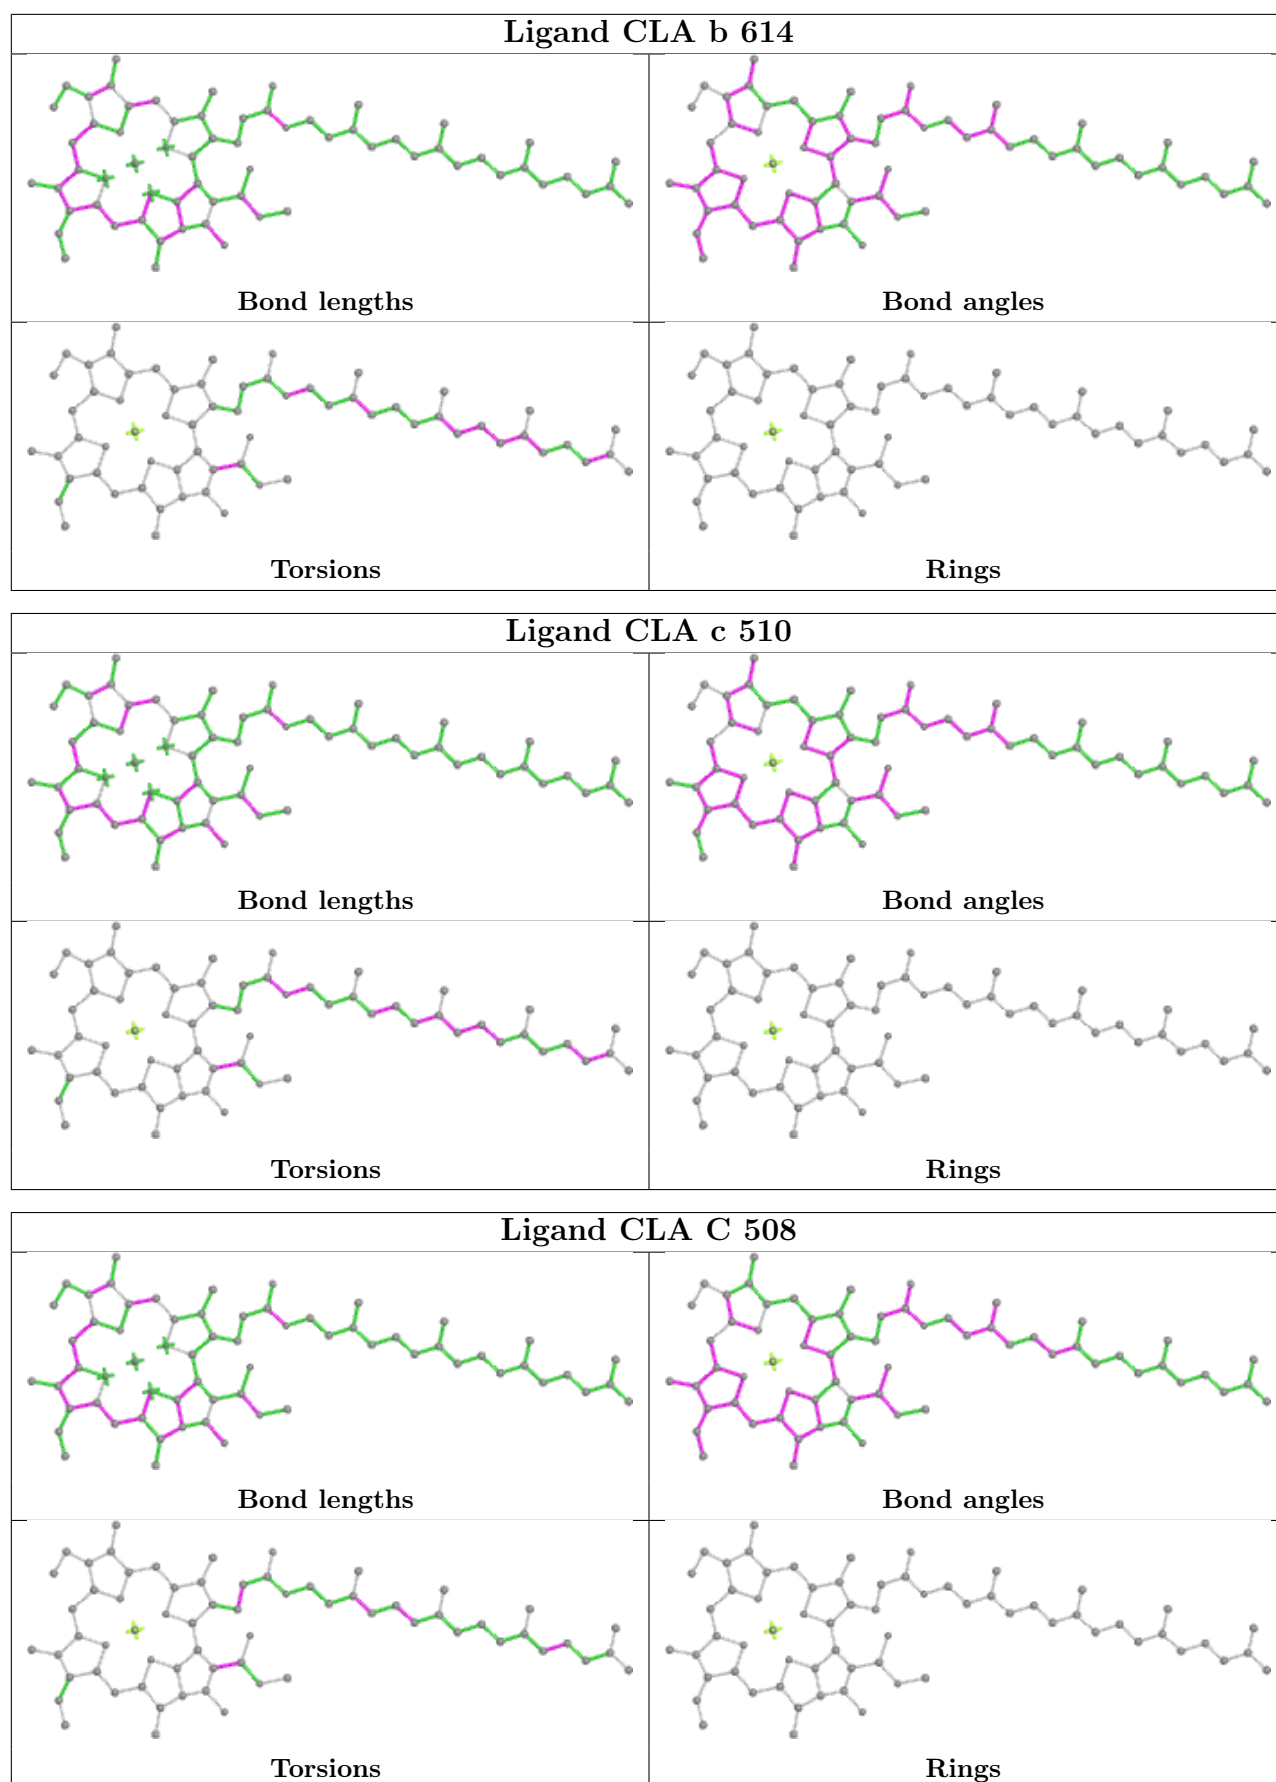 Ligand CLA b 614
Bond lengths
Bond angles
Torsions
Rings
Ligand CLA c 510
Bond lengths
Bond angles
Torsions
Rings
Ligand CLA C 508
Bond lengths
Bond angles
Torsions
Rings